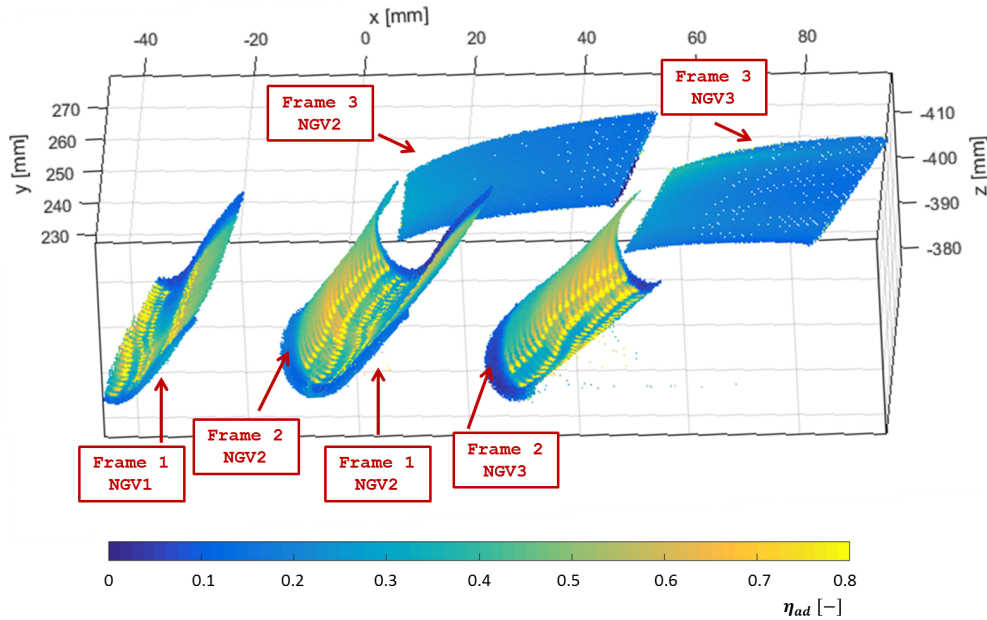 x [mm]
-40
-20
0
20
40
60
80
Frame 3
NGV2
Frame 3
NGV3
270
260
250
240
230
y [mm]
-410
-400
-390
-380
z [mm]
Frame 1
NGV1
Frame 2
NGV2
Frame 1
NGV2
Frame 2
NGV3
0
0.1
0.2
0.3
0.4
0.5
0.6
0.7
0.8
η_ad [−]